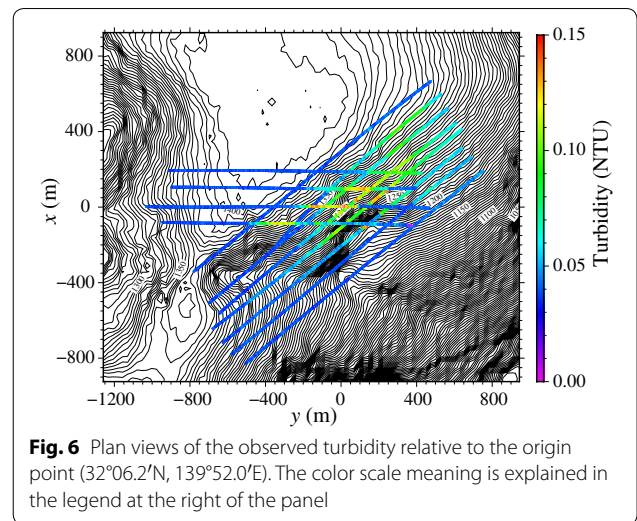 800
400
0
−400
−800
x (m)
−1200
−800
−400
0
400
800
y (m)
0.15
0.10
0.05
0.00
Turbidity (NTU)
Fig. 6 Plan views of the observed turbidity relative to the origin
point (32°06.2′N, 139°52.0′E). The color scale meaning is explained in
the legend at the right of the panel